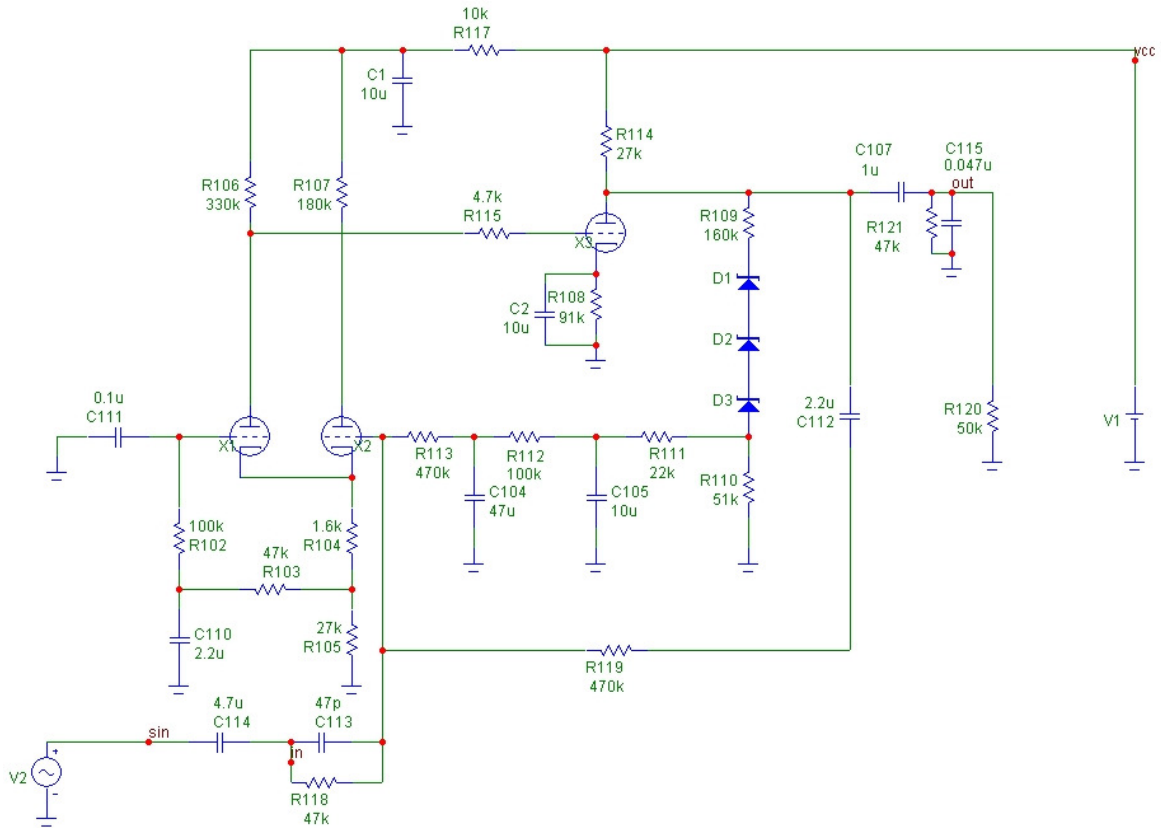 10k
R117
vcc
C1
10u
R114
27k
C107
1u
C115
0.047u
out
R106
330k
R107
180k
4.7k
R115
X3
R109
160k
R121
47k
D1
C2
10u
R108
91k
D2
D3
0.1u
C111
X1
X2
R113
470k
R112
100k
R111
22k
2.2u
C112
R120
50k
V1
C104
47u
C105
10u
R110
51k
100k
R102
1.6k
R104
47k
R103
C110
2.2u
27k
R105
R119
470k
4.7u
C114
47p
C113
sin
in
V2
+
-
R118
47k